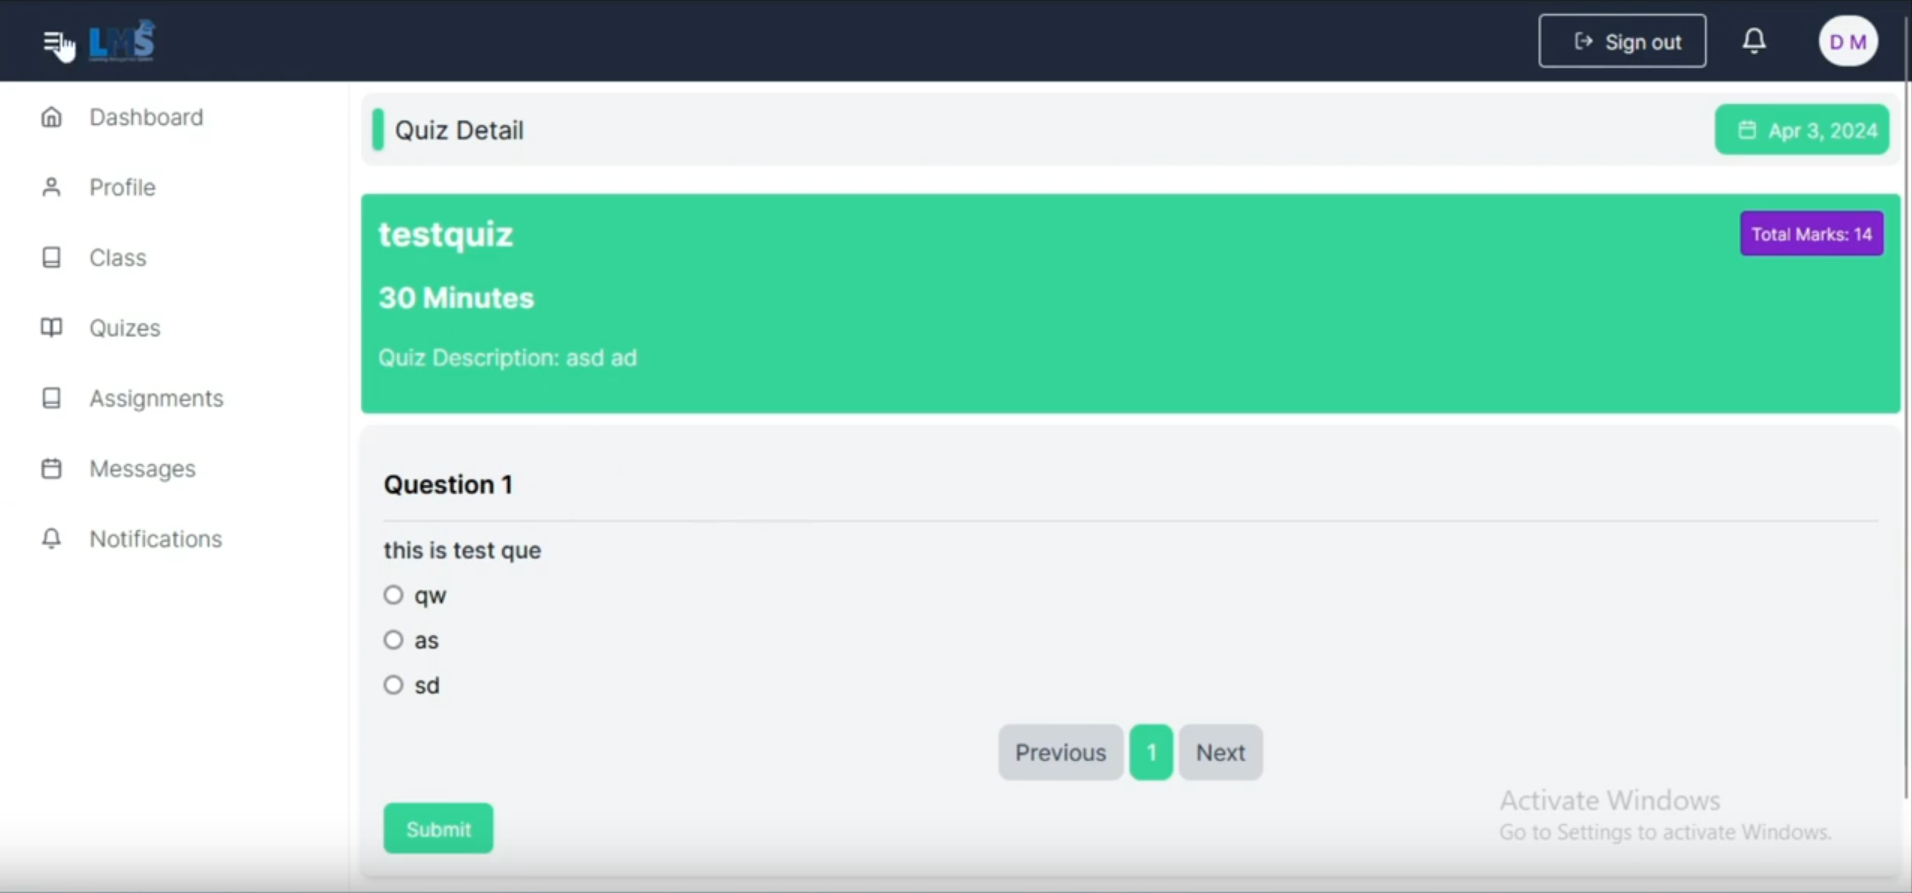 LMS
Sign out
D M
Dashboard
Profile
Class
Quizes
Assignments
Messages
Notifications
Quiz Detail
Apr 3, 2024
testquiz
Total Marks: 14
30 Minutes
Quiz Description: asd ad
Question 1
this is test que
qw
as
sd
Previous 1 Next
Submit
Activate Windows
Go to Settings to activate Windows.